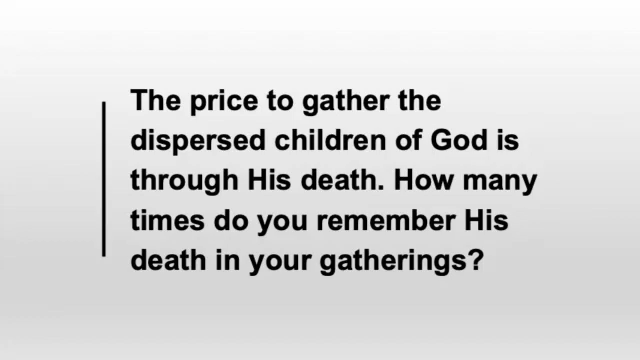 The price to gather the
dispersed children of God is
through His death. How many
times do you remember His
death in your gatherings?